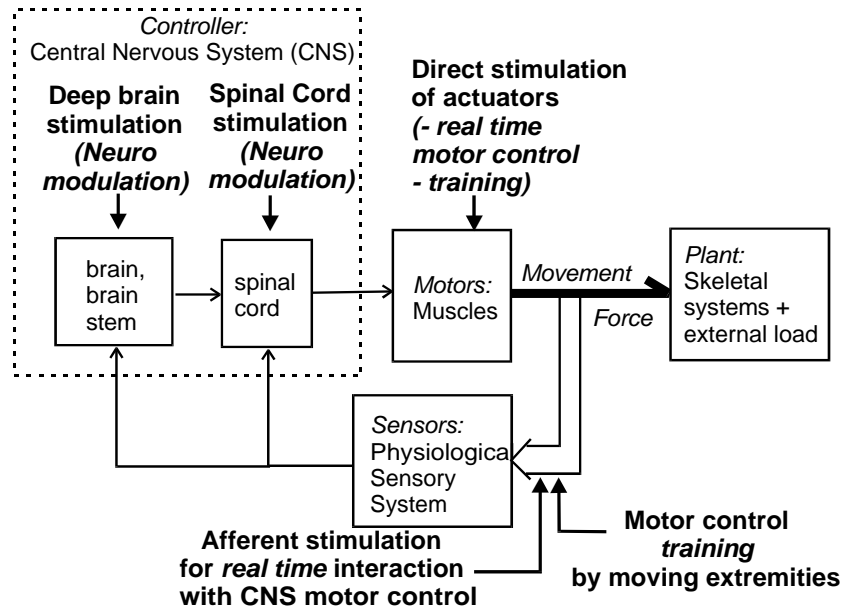 Controller:
Central Nervous System (CNS)
Deep brain
stimulation
(Neuro
modulation)
Spinal Cord
stimulation
(Neuro
modulation)
Direct stimulation
of actuators
(- real time
motor control
- training)
brain,
brain
stem
spinal
cord
Motors:
Muscles
Movement
Force
Plant:
Skeletal
systems +
external load
Sensors:
Physiological
Sensory
System
Afferent stimulation
for real time interaction
with CNS motor control
Motor control
training
by moving extremities